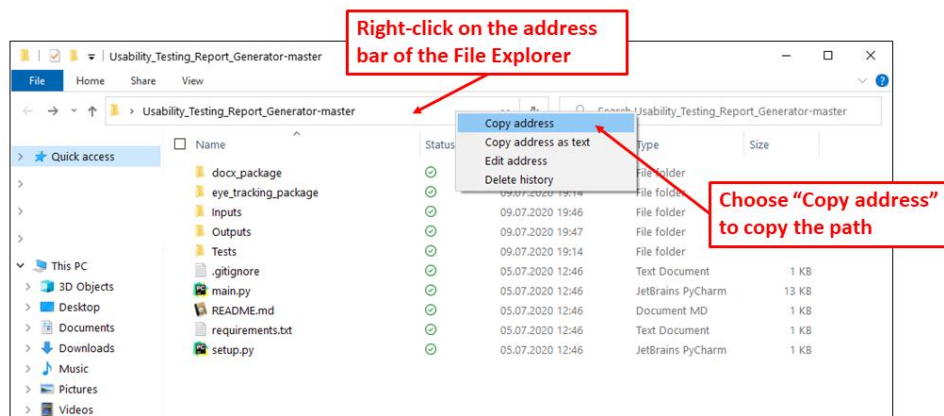 Right-click on the address
bar of the File Explorer
Usability_Testing_Report_Generator-master
File Home Share View
Usability_Testing_Report_Generator-master
Search Usability_Testing_Report_Generator-master
Copy address
Copy address as text
Edit address
Delete history
Choose “Copy address”
to copy the path
Name Status Type Size
Quick access
docx_package File folder
eye_tracking_package 09.07.2020 19:14 File folder
Inputs 09.07.2020 19:46 File folder
Outputs 09.07.2020 19:47 File folder
Tests 09.07.2020 19:14 File folder
This PC
.gitignore 05.07.2020 12:46 Text Document 1 KB
3D Objects
main.py 05.07.2020 12:46 JetBrains PyCharm 13 KB
Desktop
README.md 05.07.2020 12:46 Document MD 1 KB
Documents
requirements.txt 05.07.2020 12:46 Text Document 1 KB
Downloads
setup.py 05.07.2020 12:46 JetBrains PyCharm 1 KB
Music
Pictures
Videos